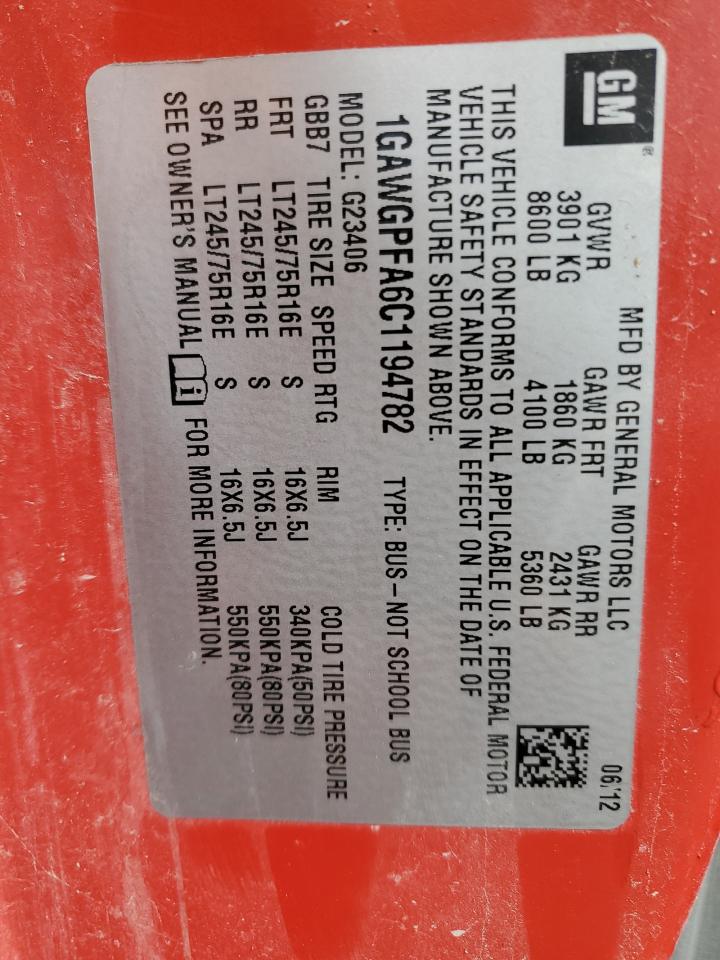 GM ®
MFD BY GENERAL MOTORS LLC 06/12
GVWR GAWR FRT GAWR RR
3901 KG 1860 KG 2431 KG
8600 LB 4100 LB 5360 LB
THIS VEHICLE CONFORMS TO ALL APPLICABLE U.S. FEDERAL MOTOR
VEHICLE SAFETY STANDARDS IN EFFECT ON THE DATE OF
MANUFACTURE SHOWN ABOVE.
1GAWGPFA6C1194782 TYPE: BUS-NOT SCHOOL BUS
MODEL: G23406
GBB7 TIRE SIZE SPEED RTG RIM COLD TIRE PRESSURE
FRT LT245/75R16E S 16X6.5J 340KPA(50PSI)
RR LT245/75R16E S 16X6.5J 550KPA(80PSI)
SPA LT245/75R16E S 16X6.5J 550KPA(80PSI)
SEE OWNER'S MANUAL i FOR MORE INFORMATION.